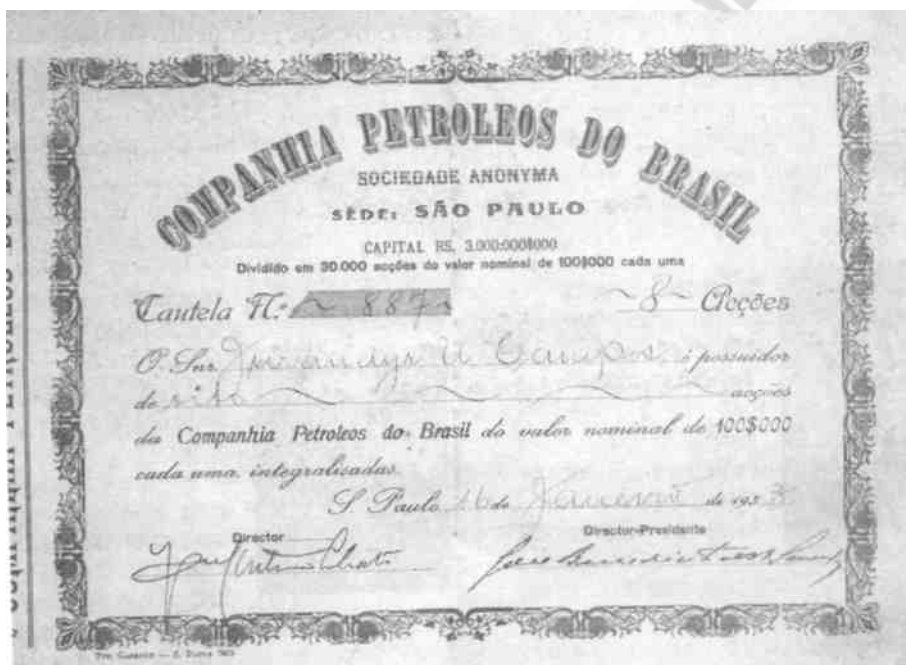 COMPANHIA PETROLEOS DO BRASIL
SOCIEDADE ANONYMA
SÉDE: SÃO PAULO
CAPITAL RS. 3.000:000$000
Dividido em 30.000 acções do valor nominal de 100$000 cada uma
Cautela N.º ~ 887 ~ ~ 8 ~ Acções
O Snr. Campos é possuidor
de oito acções
da Companhia Petroleos do Brasil do valor nominal de 100$000
cada uma, integralisadas.
S. Paulo 16 de Janeiro de 193
Director Director-Presidente